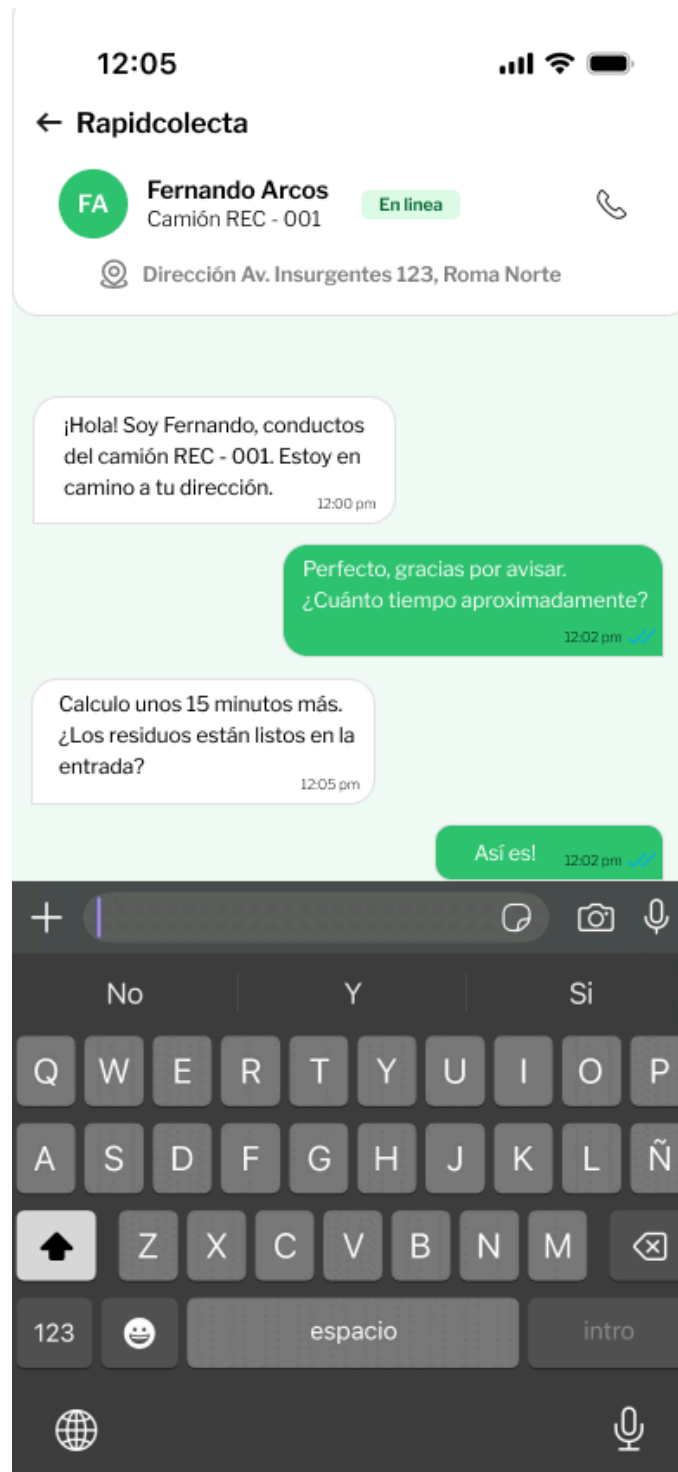 12:05
Rapidcolecta
FA
Fernando Arcos
En linea
Camión REC - 001
Dirección Av. Insurgentes 123, Roma Norte
¡Hola! Soy Fernando, conductos
del camión REC - 001. Estoy en
camino a tu dirección.
12:00 pm
Perfecto, gracias por avisar.
¿Cuánto tiempo aproximadamente?
12:02 pm
Calculo unos 15 minutos más.
¿Los residuos están listos en la
entrada?
12:05 pm
Así es!
12:02 pm
No Y Si
Q W E R T Y U I O P
A S D F G H J K L Ñ
Z X C V B N M
123 espacio intro